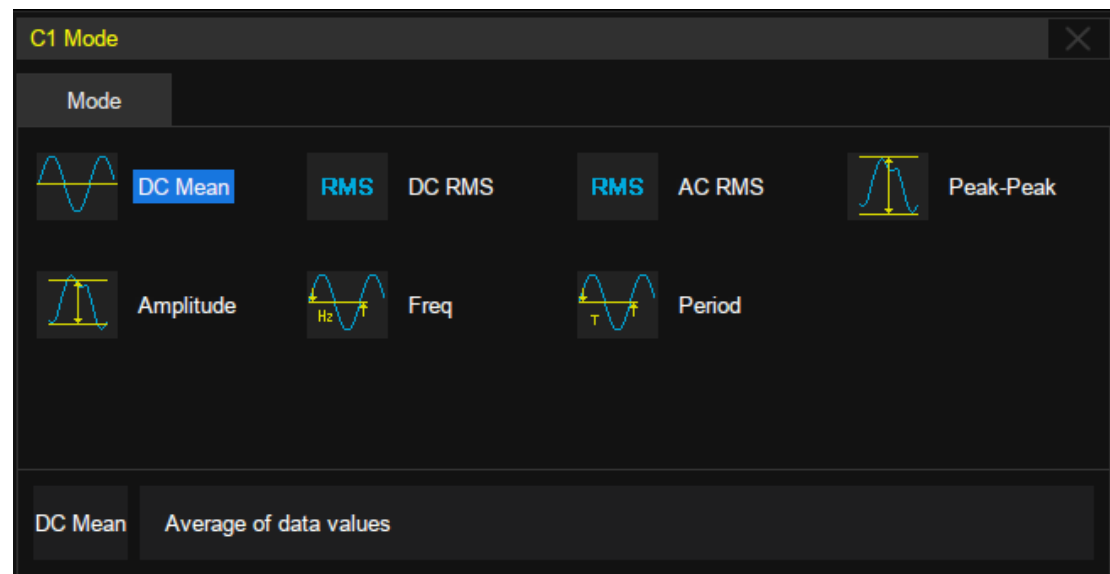 C1 Mode
Mode
DC Mean
RMS DC RMS
RMS AC RMS
Peak-Peak
Amplitude
Hz Freq
T Period
DC Mean Average of data values